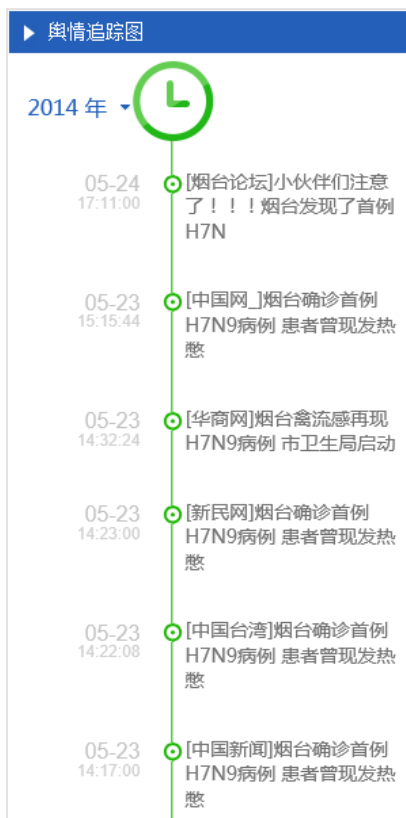 舆情追踪图
2014 年
05-24
17:11:00
[烟台论坛]小伙伴们注意
了！！！烟台发现了首例
H7N
05-23
15:15:44
[中国网_]烟台确诊首例
H7N9病例 患者曾现发热
憋
05-23
14:32:24
[华商网]烟台禽流感再现
H7N9病例 市卫生局启动
05-23
14:23:00
[新民网]烟台确诊首例
H7N9病例 患者曾现发热
憋
05-23
14:22:08
[中国台湾]烟台确诊首例
H7N9病例 患者曾现发热
憋
05-23
14:17:00
[中国新闻]烟台确诊首例
H7N9病例 患者曾现发热
憋